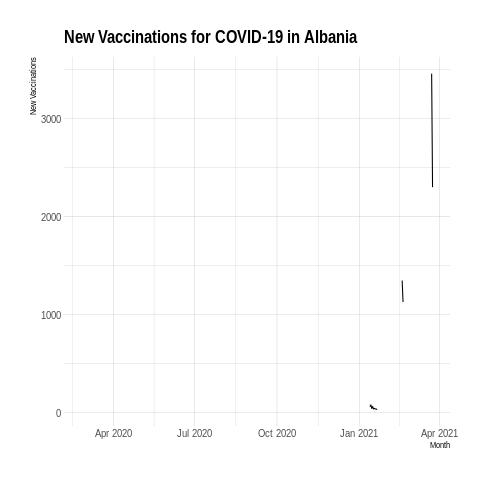 New Vaccinations for COVID-19 in Albania
New Vaccinations
3000
2000
1000
0
Apr 2020
Jul 2020
Oct 2020
Jan 2021
Apr 2021
Month